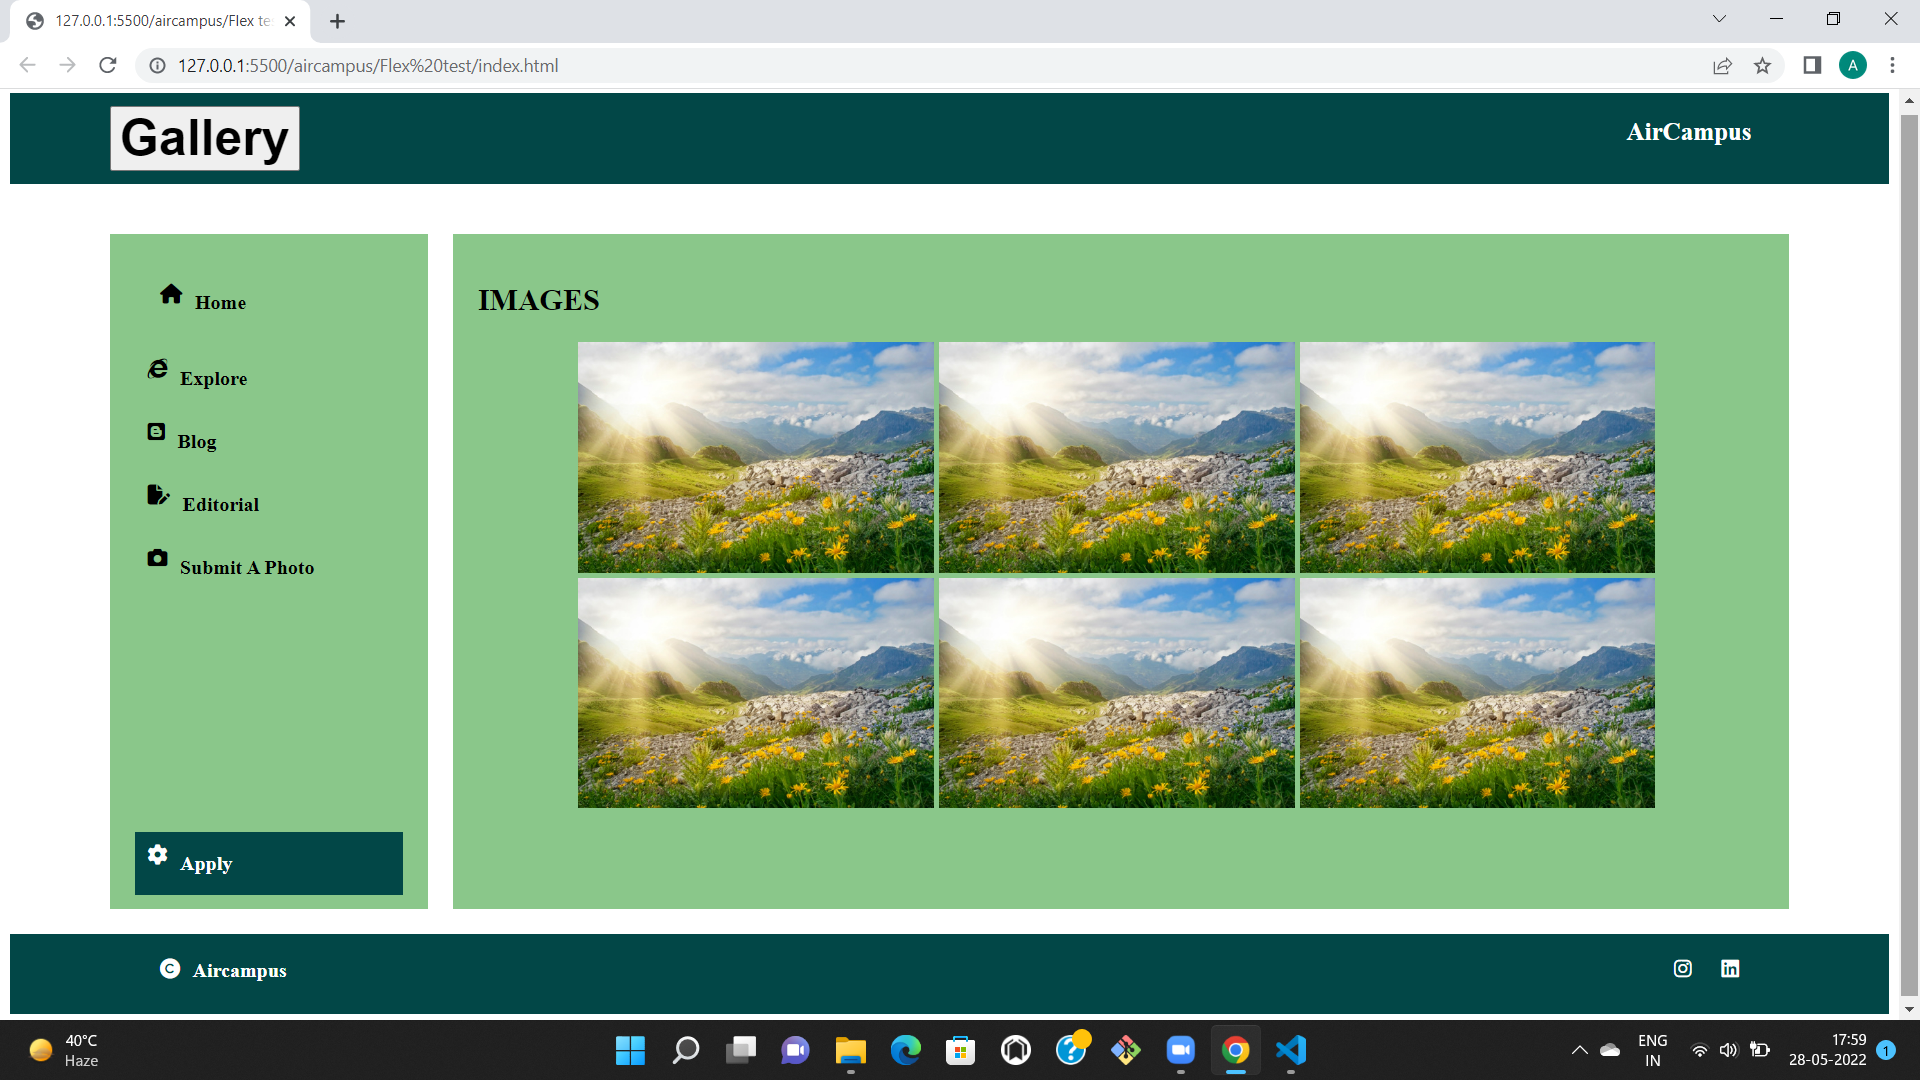 127.0.0.1:5500/aircampus/Flex te
127.0.0.1:5500/aircampus/Flex%20test/index.html
A
Gallery
AirCampus
Home
Explore
Blog
Editorial
Submit A Photo
Apply
IMAGES
Aircampus
40°C
Haze
ENG
IN
17:59
28-05-2022
1